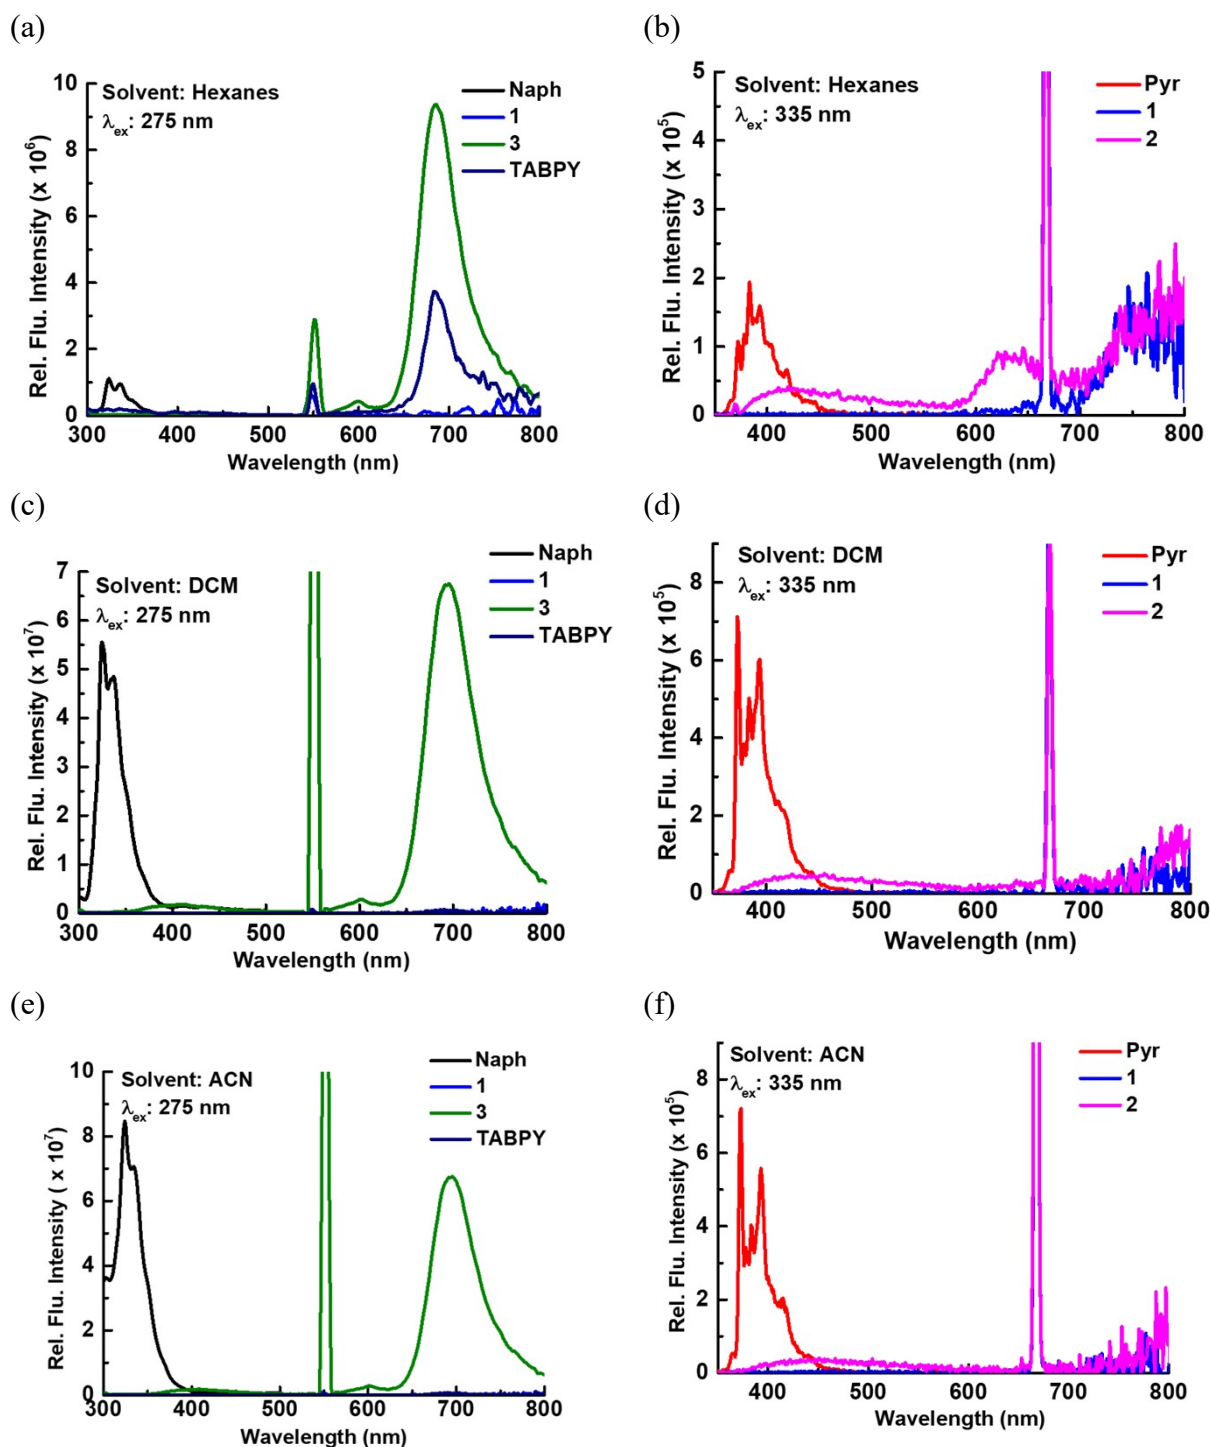 (a)
Solvent: Hexanes
λex: 275 nm
Naph
1
3
TABPY
Rel. Flu. Intensity (x 10^6)
10
8
6
4
2
0
300 400 500 600 700 800
Wavelength (nm)
(b)
Solvent: Hexanes
λex: 335 nm
Pyr
1
2
Rel. Flu. Intensity (x 10^5)
5
4
3
2
1
0
400 500 600 700 800
Wavelength (nm)
(c)
Solvent: DCM
λex: 275 nm
Naph
1
3
TABPY
Rel. Flu. Intensity (x 10^7)
7
6
5
4
3
2
1
0
300 400 500 600 700 800
Wavelength (nm)
(d)
Solvent: DCM
λex: 335 nm
Pyr
1
2
Rel. Flu. Intensity (x 10^5)
8
6
4
2
0
400 500 600 700 800
Wavelength (nm)
(e)
Solvent: ACN
λex: 275 nm
Naph
1
3
TABPY
Rel. Flu. Intensity ( x 10^7)
10
8
6
4
2
0
300 400 500 600 700 800
Wavelength (nm)
(f)
Solvent: ACN
λex: 335 nm
Pyr
1
2
Rel. Flu. Intensity (x 10^5)
8
6
4
2
0
400 500 600 700 800
Wavelength (nm)